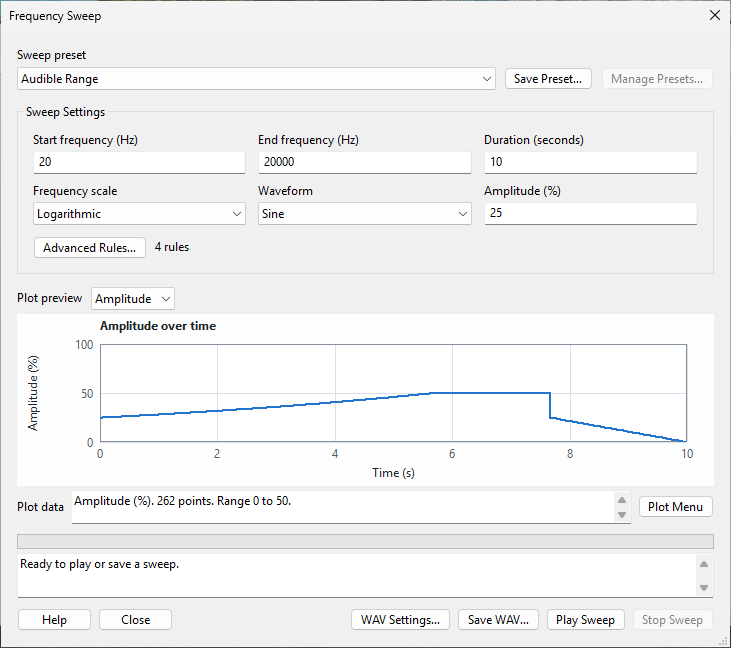 Frequency Sweep
Sweep preset
Audible Range
Save Preset...
Manage Presets...
Sweep Settings
Start frequency (Hz)
End frequency (Hz)
Duration (seconds)
20
20000
10
Frequency scale
Waveform
Amplitude (%)
Logarithmic
Sine
25
Advanced Rules...
4 rules
Plot preview
Amplitude
Amplitude over time
Amplitude (%)
100
50
0
0
2
4
6
8
10
Time (s)
Plot data
Amplitude (%). 262 points. Range 0 to 50.
Plot Menu
Ready to play or save a sweep.
Help
Close
WAV Settings...
Save WAV...
Play Sweep
Stop Sweep